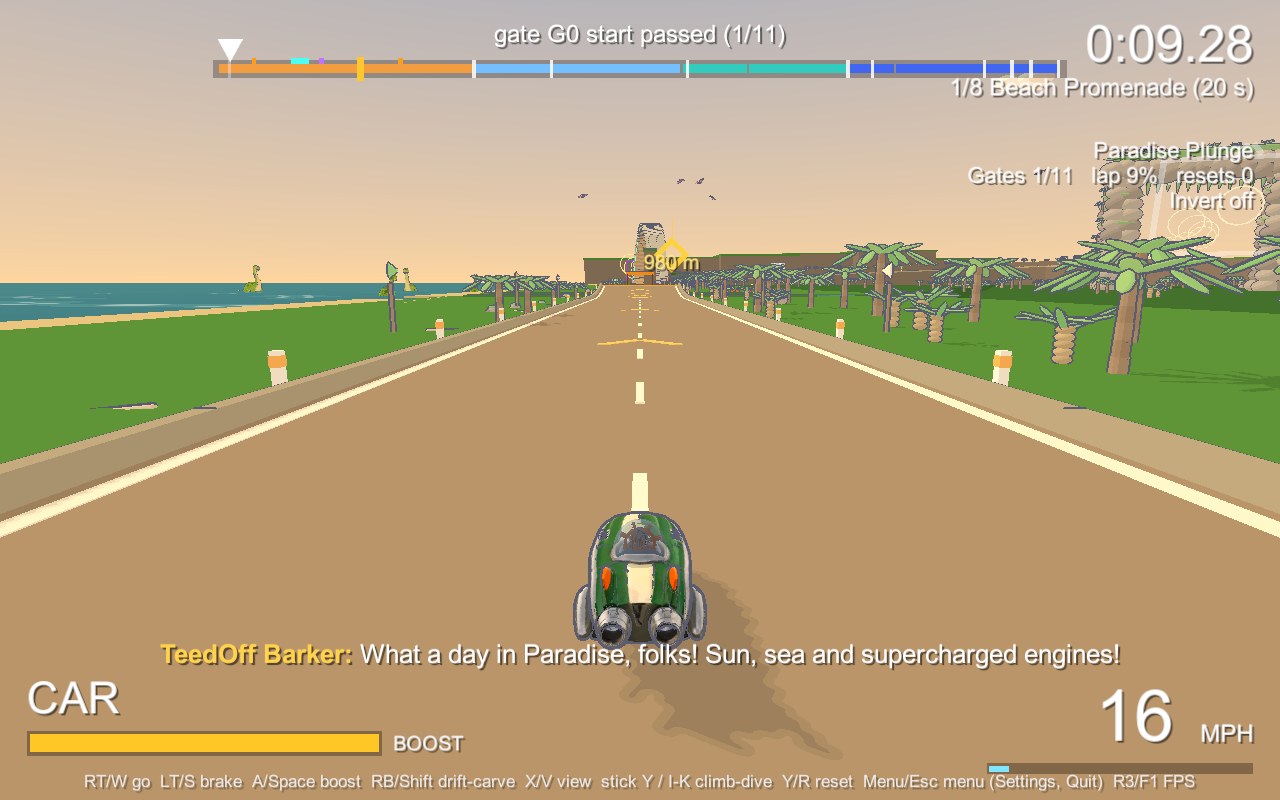 gate G0 start passed (1/11)
0:09.28
1/8 Beach Promenade (20 s)
Paradise Plunge
Gates 1/11 lap 9% resets 0
Invert off
980 m
TeedOff Barker: What a day in Paradise, folks! Sun, sea and supercharged engines!
CAR
BOOST
16 MPH
RT/W go LT/S brake A/Space boost RB/Shift drift-carve X/V view stick Y / I-K climb-dive Y/R reset Menu/Esc menu (Settings, Quit) R3/F1 FPS